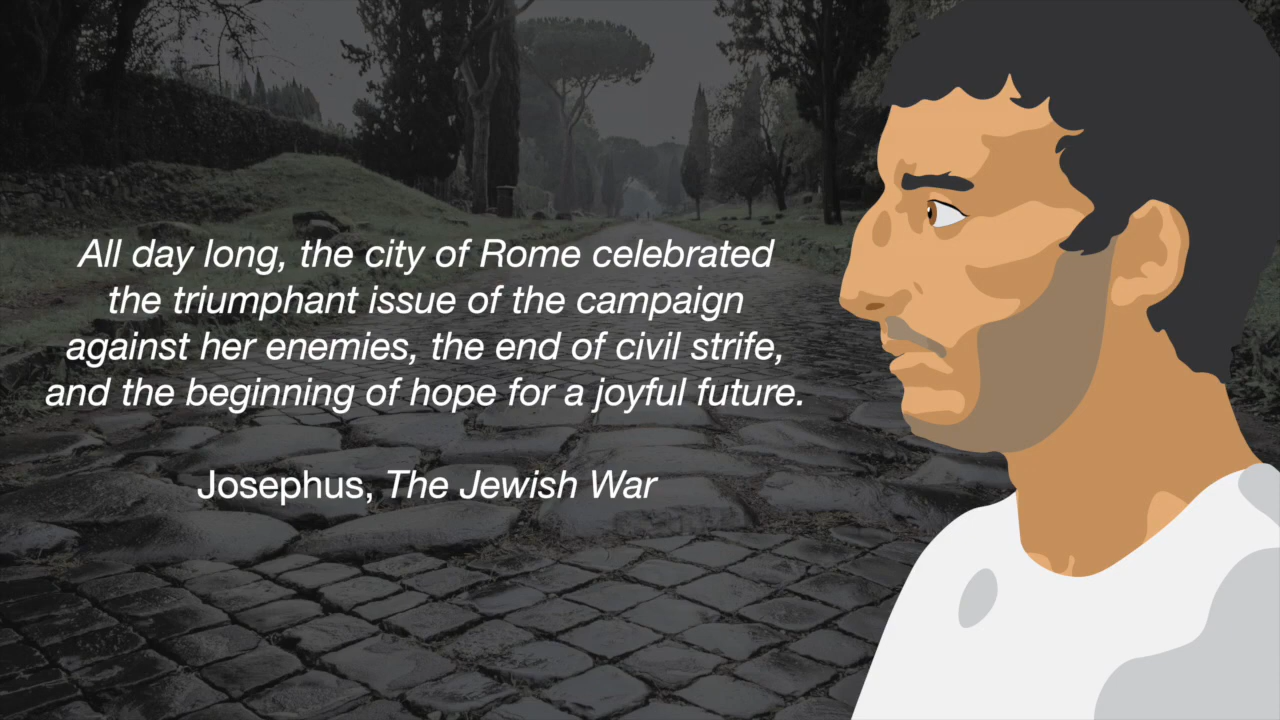 All day long, the city of Rome celebrated
the triumphant issue of the campaign
against her enemies, the end of civil strife,
and the beginning of hope for a joyful future.
Josephus, The Jewish War